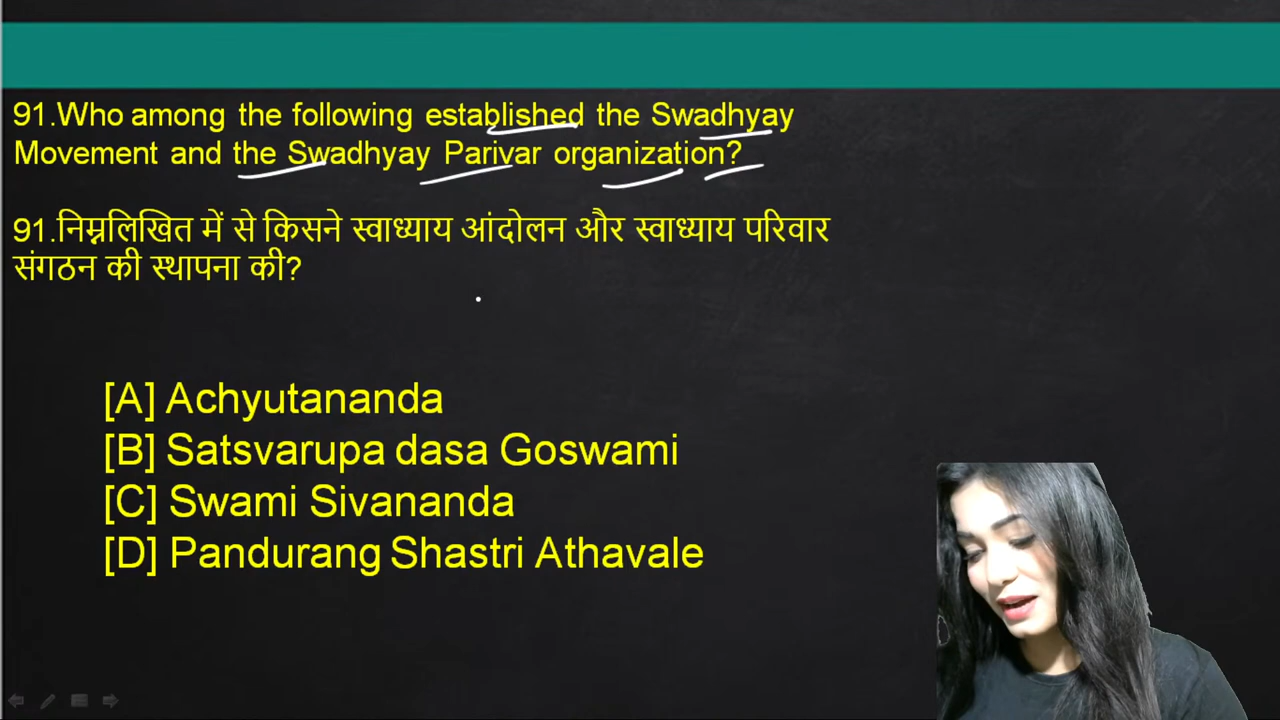 91.Who among the following established the Swadhyay
Movement and the Swadhyay Parivar organization?
91.निम्नलिखित में से किसने स्वाध्याय आंदोलन और स्वाध्याय परिवार
संगठन की स्थापना की?
[A] Achyutananda
[B] Satsvarupa dasa Goswami
[C] Swami Sivananda
[D] Pandurang Shastri Athavale